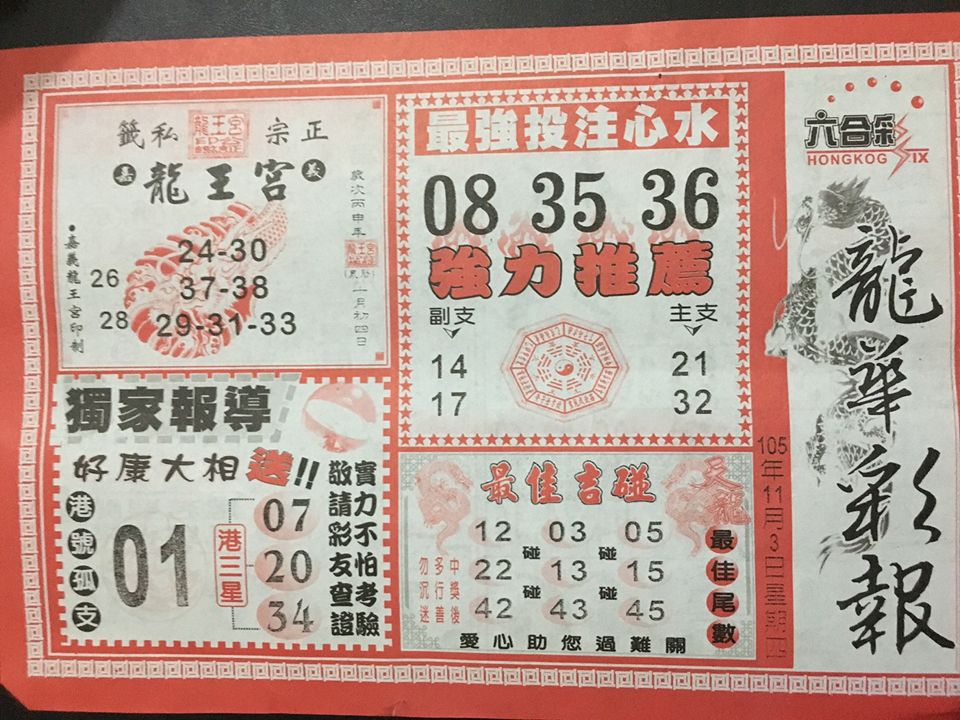 六合彩
HONGKOG SIX
龍華彩報
105年11月3日星期四
最強投注心水
08 35 36
強力推薦
副支 主支
14 21
17 32
正宗 龍王宮 私籤
嘉 龍王宮 義
歲次丙申年
一月初四日
●嘉義龍王宮印制
24-30
26 37-38
28 29-31-33
獨家報導
好康大相送!!
港號孤支
01
港三星
07
20
34
實力不怕考驗
敬請彩友查證
最佳吉碰
天龍
最佳尾數
12 03 05
碰 碰
22 13 15
碰 碰
42 43 45
中獎後
多行善
勿沉迷
愛心助您過難關